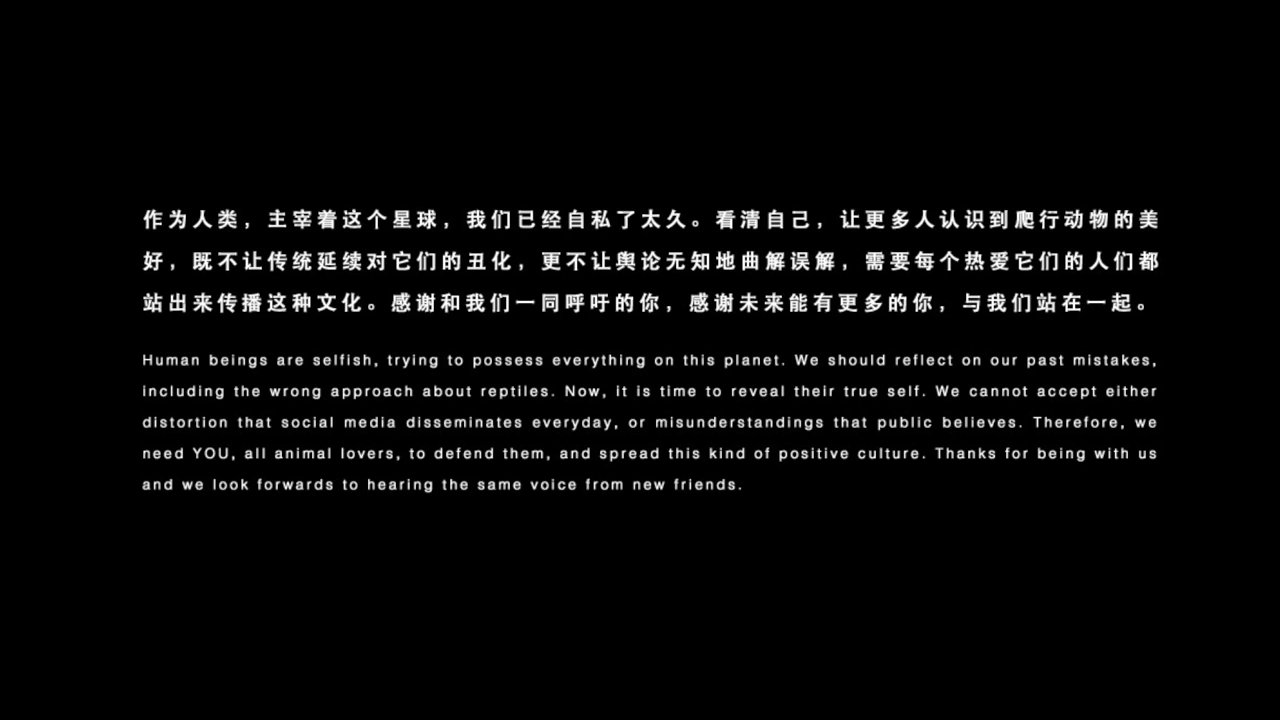 作为人类，主宰着这个星球，我们已经自私了太久。看清自己，让更多人认识到爬行动物的美
好，既不让传统延续对它们的丑化，更不让舆论无知地曲解误解，需要每个热爱它们的人们都
站出来传播这种文化。感谢和我们一同呼吁的你，感谢未来能有更多的你，与我们站在一起。
Human beings are selfish, trying to possess everything on this planet. We should reflect on our past mistakes,
including the wrong approach about reptiles. Now, it is time to reveal their true self. We cannot accept either
distortion that social media disseminates everyday, or misunderstandings that public believes. Therefore, we
need YOU, all animal lovers, to defend them, and spread this kind of positive culture. Thanks for being with us
and we look forwards to hearing the same voice from new friends.